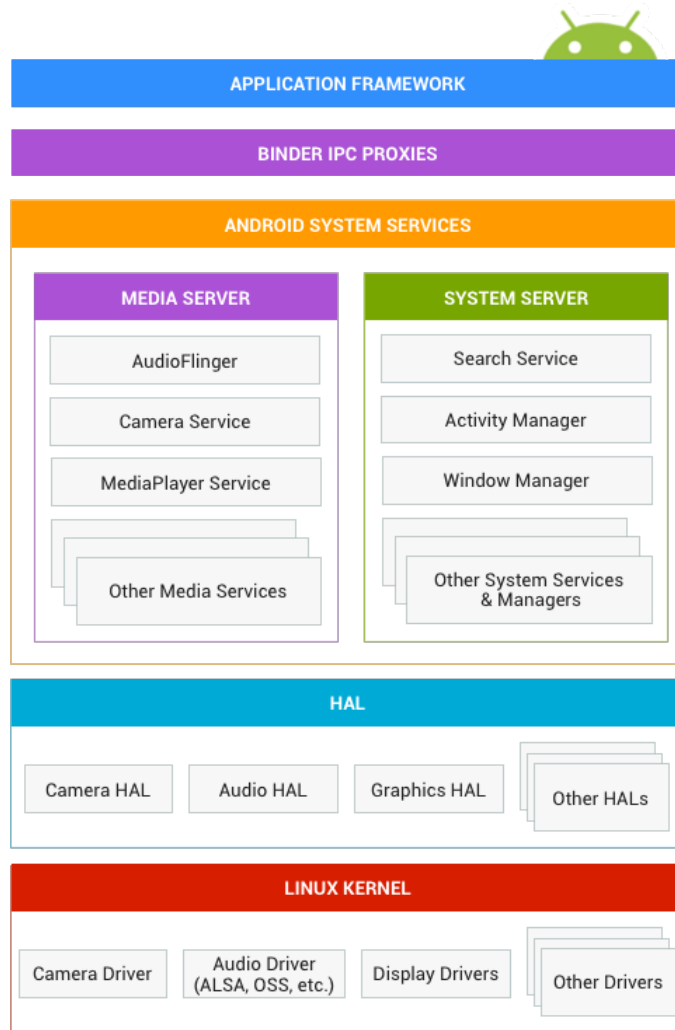 APPLICATION FRAMEWORK
BINDER IPC PROXIES
ANDROID SYSTEM SERVICES
MEDIA SERVER
AudioFlinger
Camera Service
MediaPlayer Service
Other Media Services
SYSTEM SERVER
Search Service
Activity Manager
Window Manager
Other System Services
& Managers
HAL
Camera HAL
Audio HAL
Graphics HAL
Other HALs
LINUX KERNEL
Camera Driver
Audio Driver
(ALSA, OSS, etc.)
Display Drivers
Other Drivers